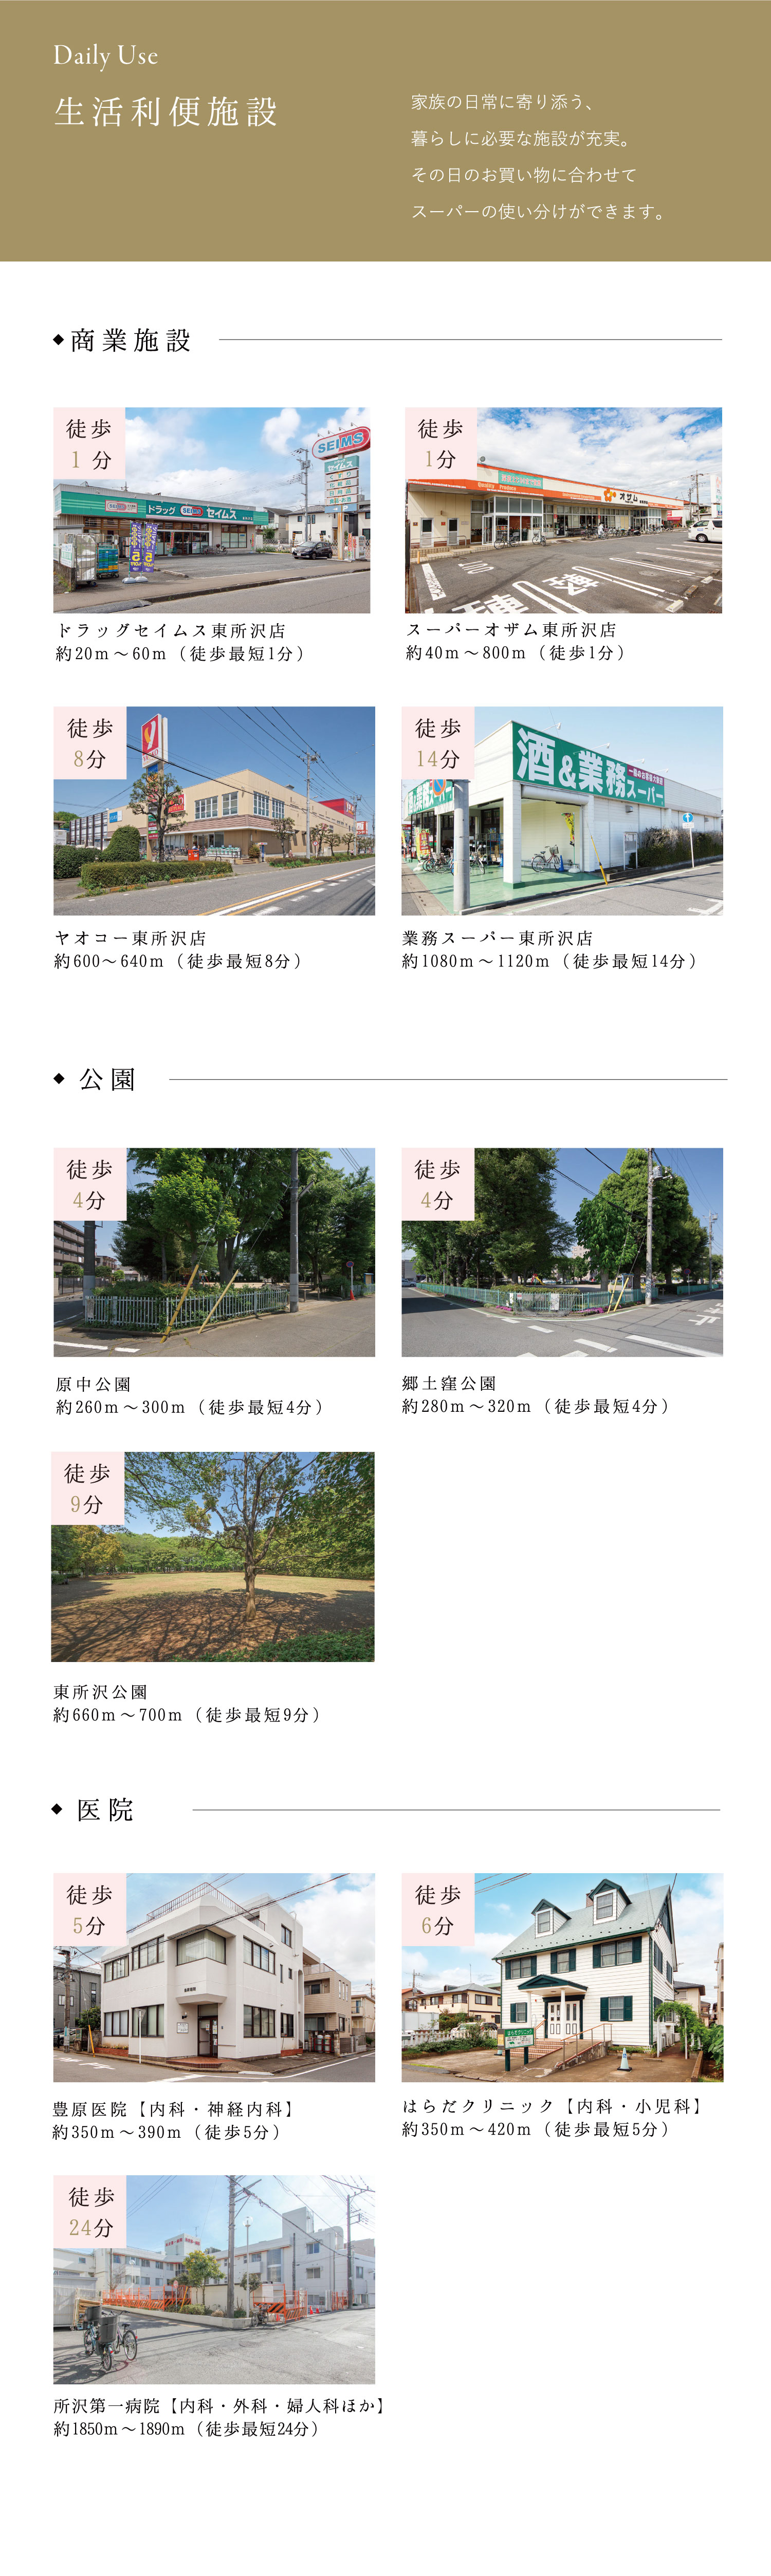 Daily Use
生活利便施設
家族の日常に寄り添う、
暮らしに必要な施設が充実。
その日のお買い物に合わせて
スーパーの使い分けができます。
◆商業施設
徒歩
1 分
SEIMS
セイムス
ドラッグ SEIMS セイムス
ドラッグセイムス東所沢店
約20m〜60m（徒歩最短1分）
徒歩
1分
オザム
スーパーオザム東所沢店
約40m〜800m（徒歩1分）
徒歩
8分
ヤオコー東所沢店
約600〜640m（徒歩最短8分）
徒歩
14分
酒&業務スーパー
業務スーパー東所沢店
約1080m〜1120m（徒歩最短14分）
◆ 公園
徒歩
4分
原中公園
約260m〜300m（徒歩最短4分）
徒歩
4分
郷土窪公園
約280m〜320m（徒歩最短4分）
徒歩
9分
東所沢公園
約660m〜700m（徒歩最短9分）
◆ 医院
徒歩
5分
豊原医院【内科・神経内科】
約350m〜390m（徒歩5分）
徒歩
6分
はらだクリニック
はらだクリニック【内科・小児科】
約350m〜420m（徒歩最短5分）
徒歩
24分
所沢第一病院【内科・外科・婦人科ほか】
約1850m〜1890m（徒歩最短24分）